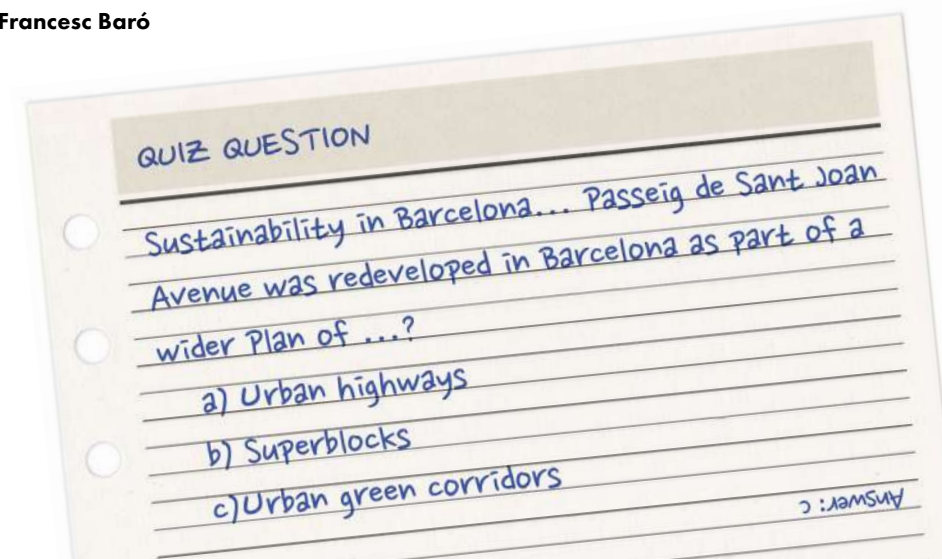 Francesc Baró
QUIZ QUESTION
Sustainability in Barcelona... Passeig de Sant Joan
Avenue was redeveloped in Barcelona as part of a
wider Plan of ...?
a) Urban highways
b) Superblocks
c) Urban green corridors
Answer: c